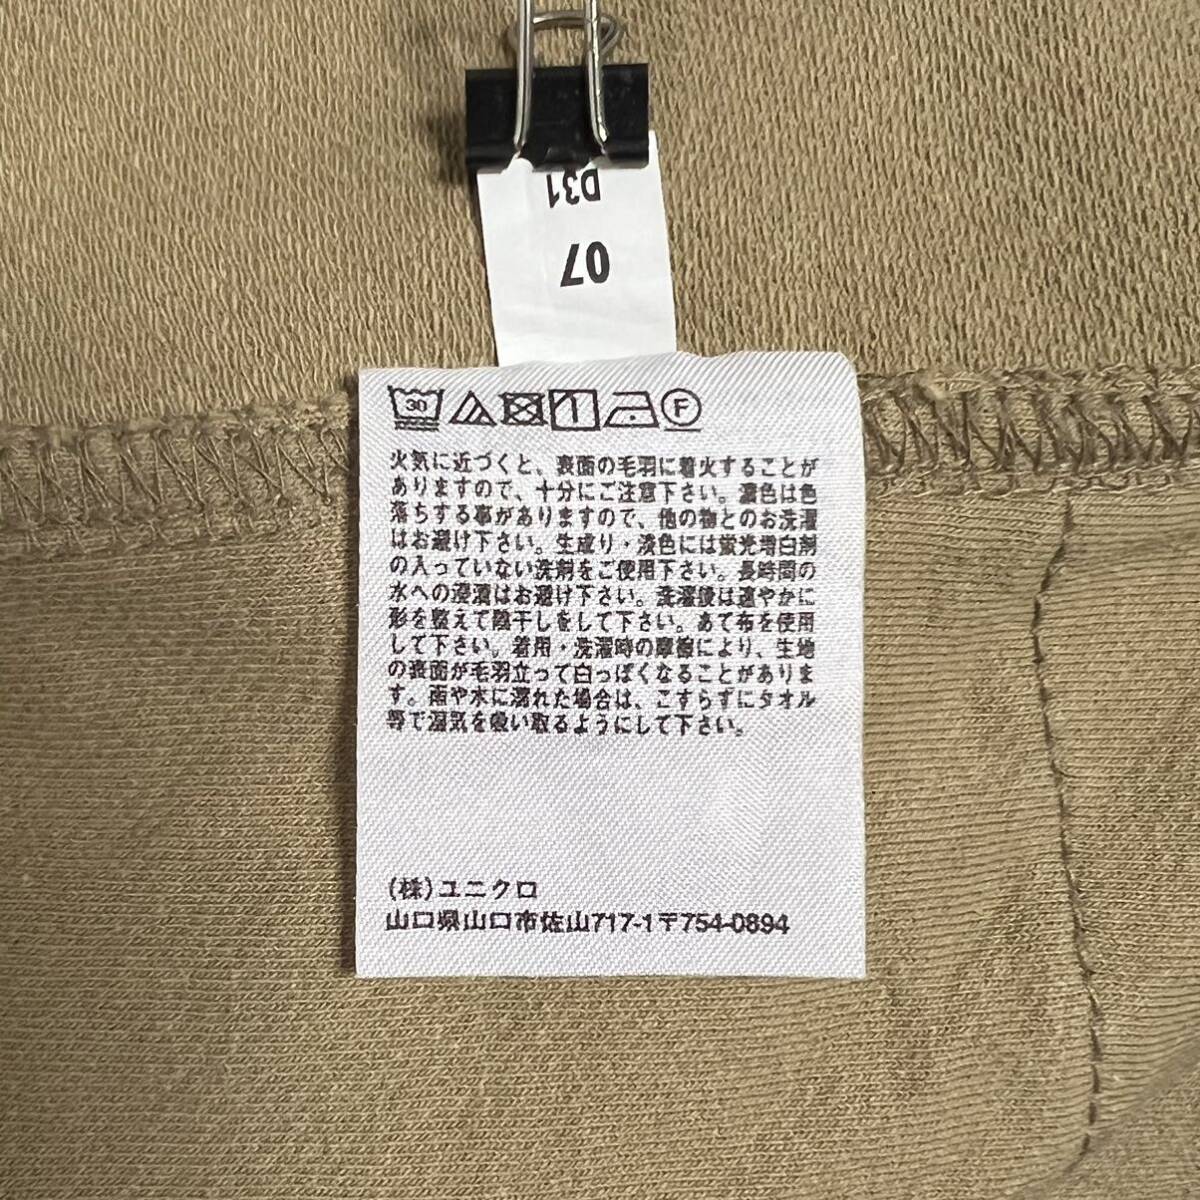 D31
07
30
F
火気に近づくと、表面の毛羽に着火することが
ありますので、十分にご注意下さい。濃色は色
落ちする事がありますので、他の物とのお洗濯
はお避け下さい。生成り・淡色には蛍光増白剤
の入っていない洗剤をご使用下さい。長時間の
水への浸漬はお避け下さい。洗濯後は速やかに
形を整えて陰干しをして下さい。あて布を使用
して下さい。着用・洗濯時の摩擦により、生地
の表面が毛羽立って白っぽくなることがありま
す。雨や水に濡れた場合は、こすらずにタオル
等で湿気を吸い取るようにして下さい。
(株)ユニクロ
山口県山口市佐山717-1〒754-0894